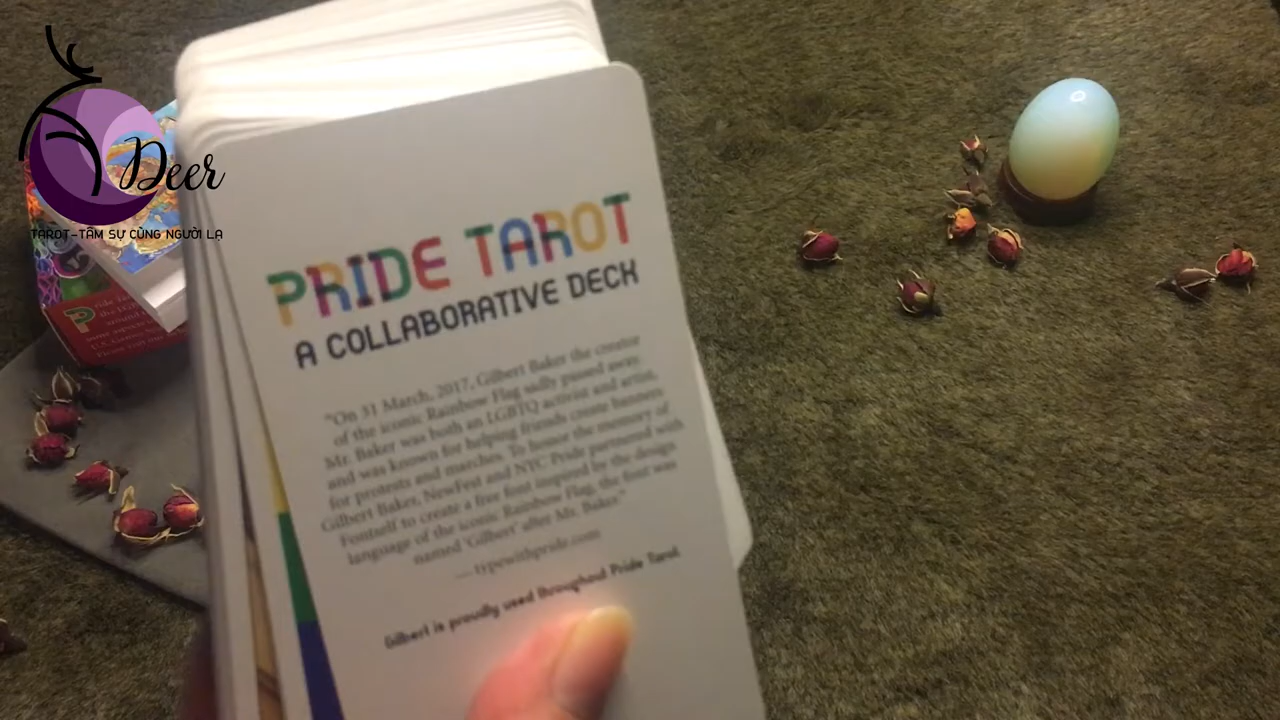 Deer
TAROT-TÂM SỰ CÙNG NGƯỜI LẠ
PRIDE TAROT
A COLLABORATIVE DECK
"On 31 March, 2017, Gilbert Baker the creator
of the iconic Rainbow Flag sadly passed away.
Mr. Baker was both an LGBTQ activist and artist,
and was known for helping friends create banners
for protests and marches. To honor the memory of
Gilbert Baker, NewFest and NYC Pride partnered with
Fontself to create a free font inspired by the design
language of the iconic Rainbow Flag, the font was
named 'Gilbert' after Mr. Baker."
— typewithpride.com
Gilbert is proudly used throughout Pride Tarot